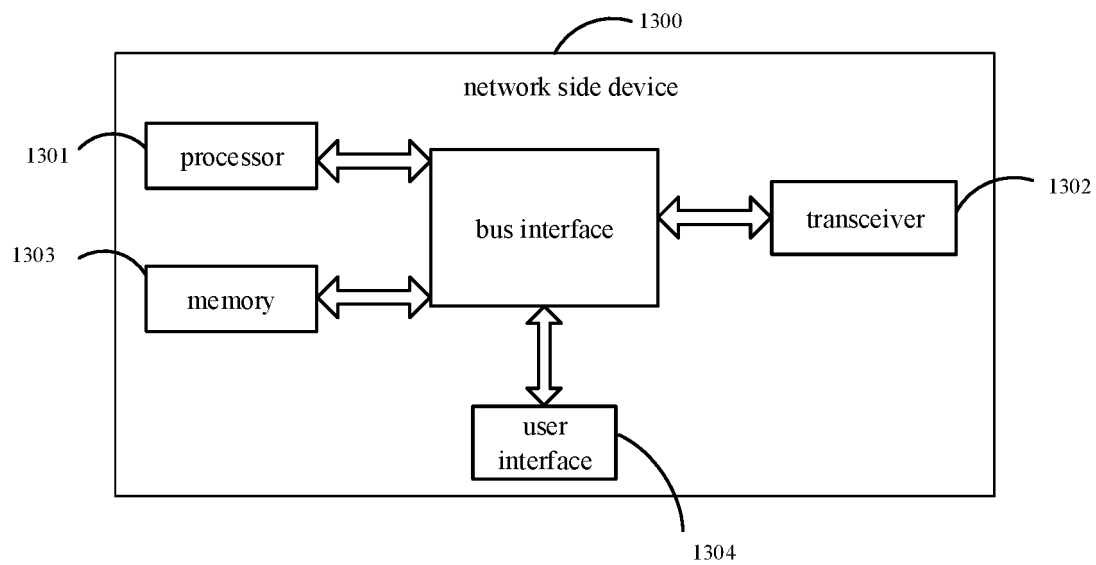 1300
network side device
1301
processor
bus interface
transceiver
1302
1303
memory
user
interface
1304